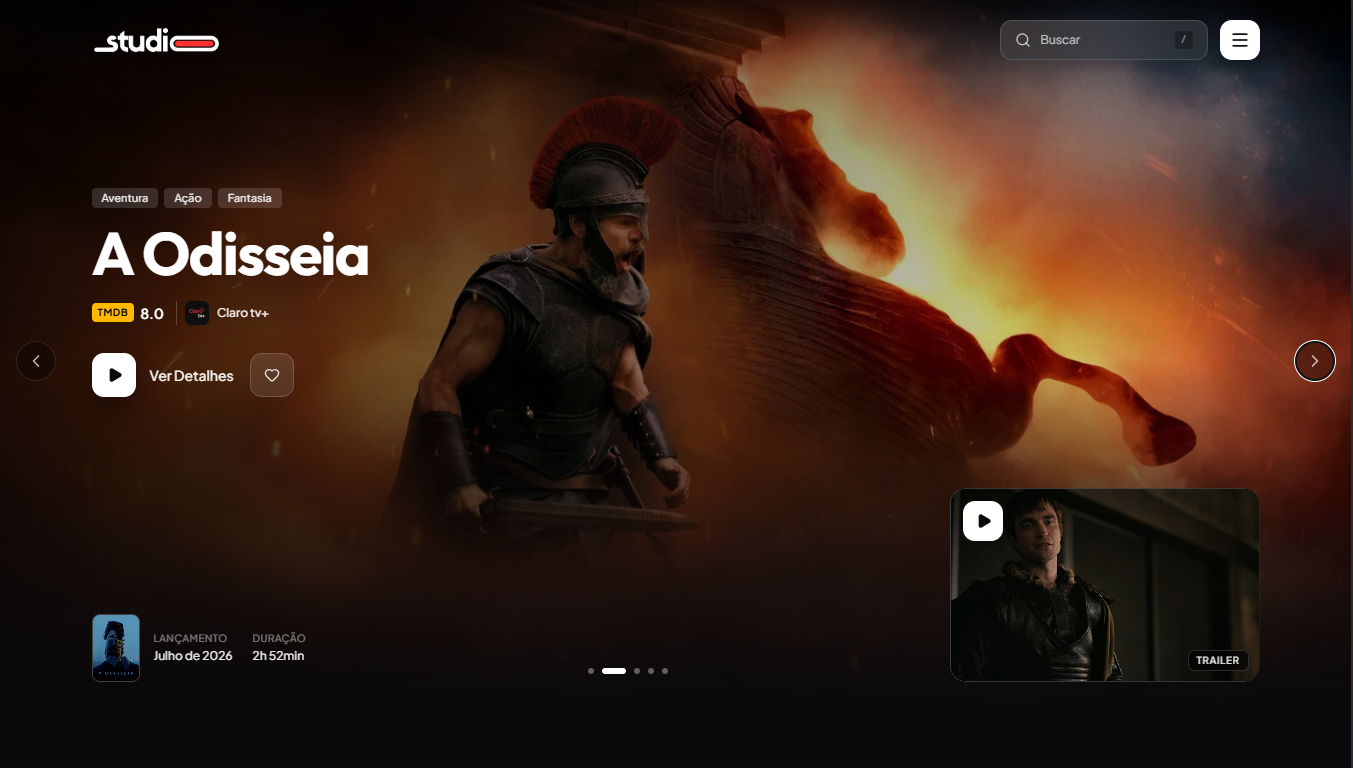 studio
Buscar /
Aventura Ação Fantasia
A Odisseia
TMDB 8.0 Claro tv+
Ver Detalhes
LANÇAMENTO DURAÇÃO
Julho de 2026 2h 52min
TRAILER